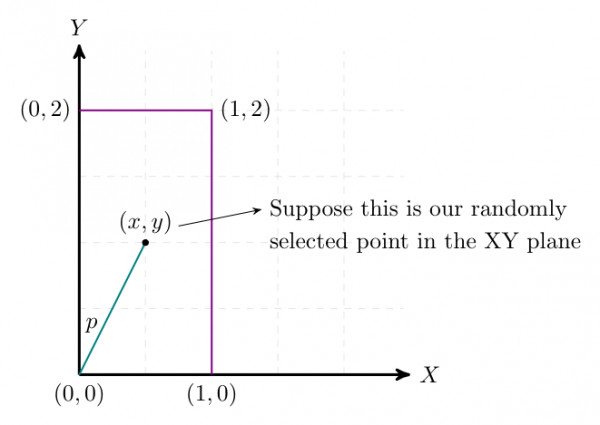 Y
(0, 2)
(1, 2)
(x, y)
Suppose this is our randomly
selected point in the XY plane
p
X
(0, 0)
(1, 0)